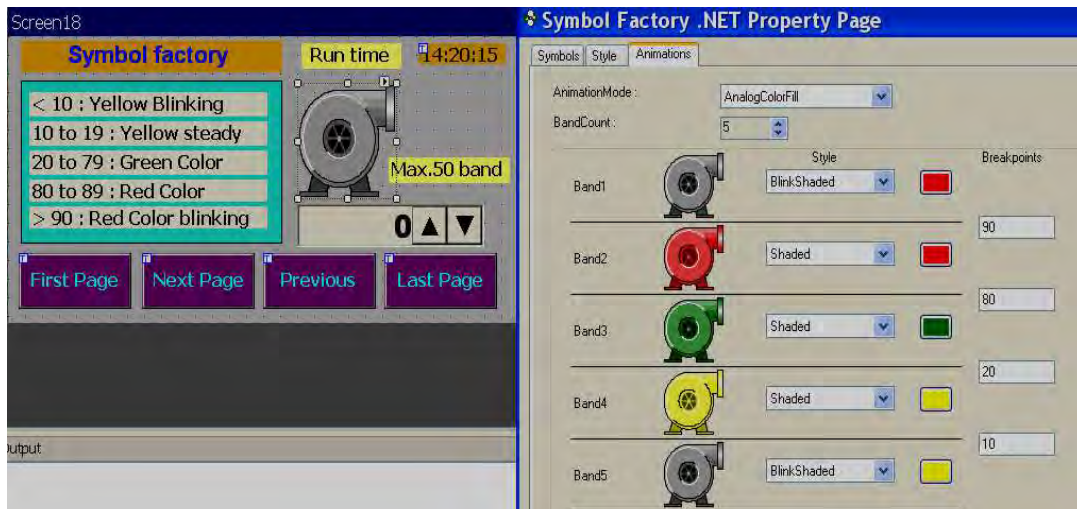 Screen18
Symbol factory
Run time
4:20:15
< 10 : Yellow Blinking
10 to 19 : Yellow steady
20 to 79 : Green Color
80 to 89 : Red Color
> 90 : Red Color blinking
Max.50 band
0
First Page
Next Page
Previous
Last Page
Symbol Factory .NET Property Page
Symbols
Style
Animations
AnimationMode :
AnalogColorFill
BandCount :
5
Style
Breakpoints
Band1
BlinkShaded
90
Band2
Shaded
80
Band3
Shaded
20
Band4
Shaded
10
Band5
BlinkShaded